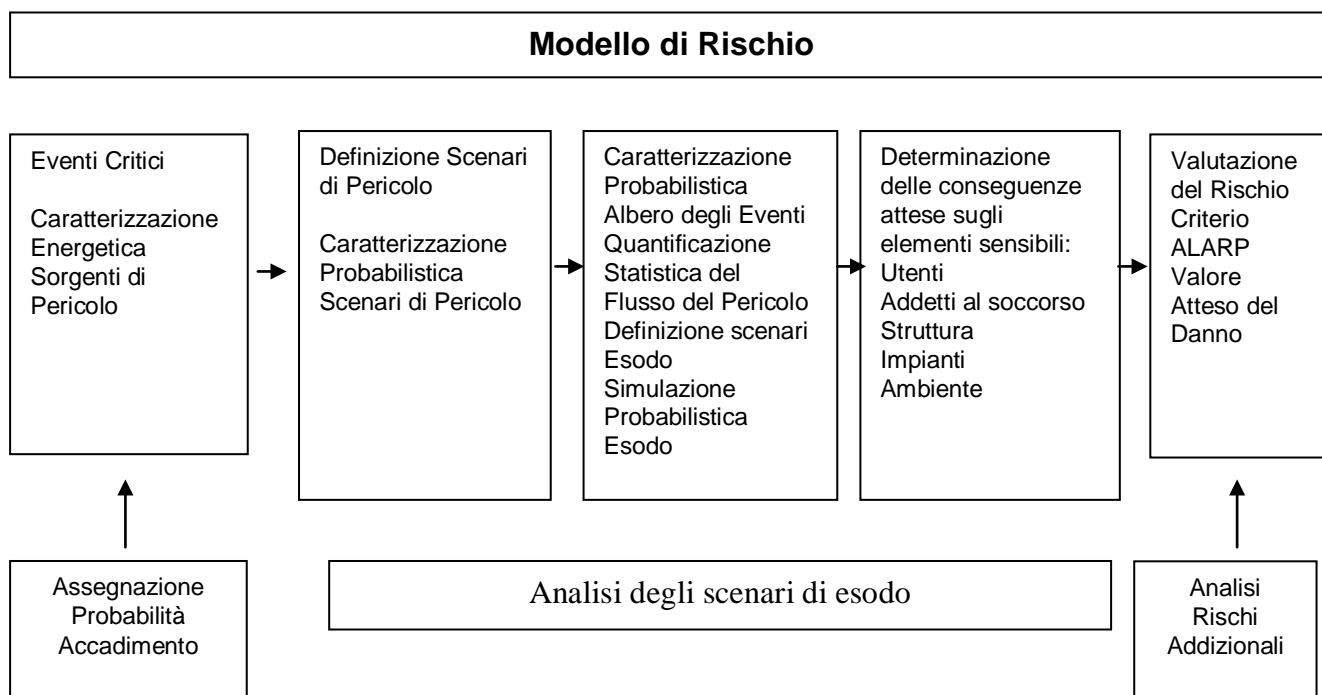 Modello di Rischio
Eventi Critici
Caratterizzazione
Energetica
Sorgenti di
Pericolo
Definizione Scenari
di Pericolo
Caratterizzazione
Probabilistica
Scenari di Pericolo
Caratterizzazione
Probabilistica
Albero degli Eventi
Quantificazione
Statistica del
Flusso del Pericolo
Definizione scenari
Esodo
Simulazione
Probabilistica
Esodo
Determinazione
delle conseguenze
attese sugli
elementi sensibili:
Utenti
Addetti al soccorso
Struttura
Impianti
Ambiente
Valutazione
del Rischio
Criterio
ALARP
Valore
Atteso del
Danno
Assegnazione
Probabilità
Accadimento
Analisi degli scenari di esodo
Analisi
Rischi
Addizionali